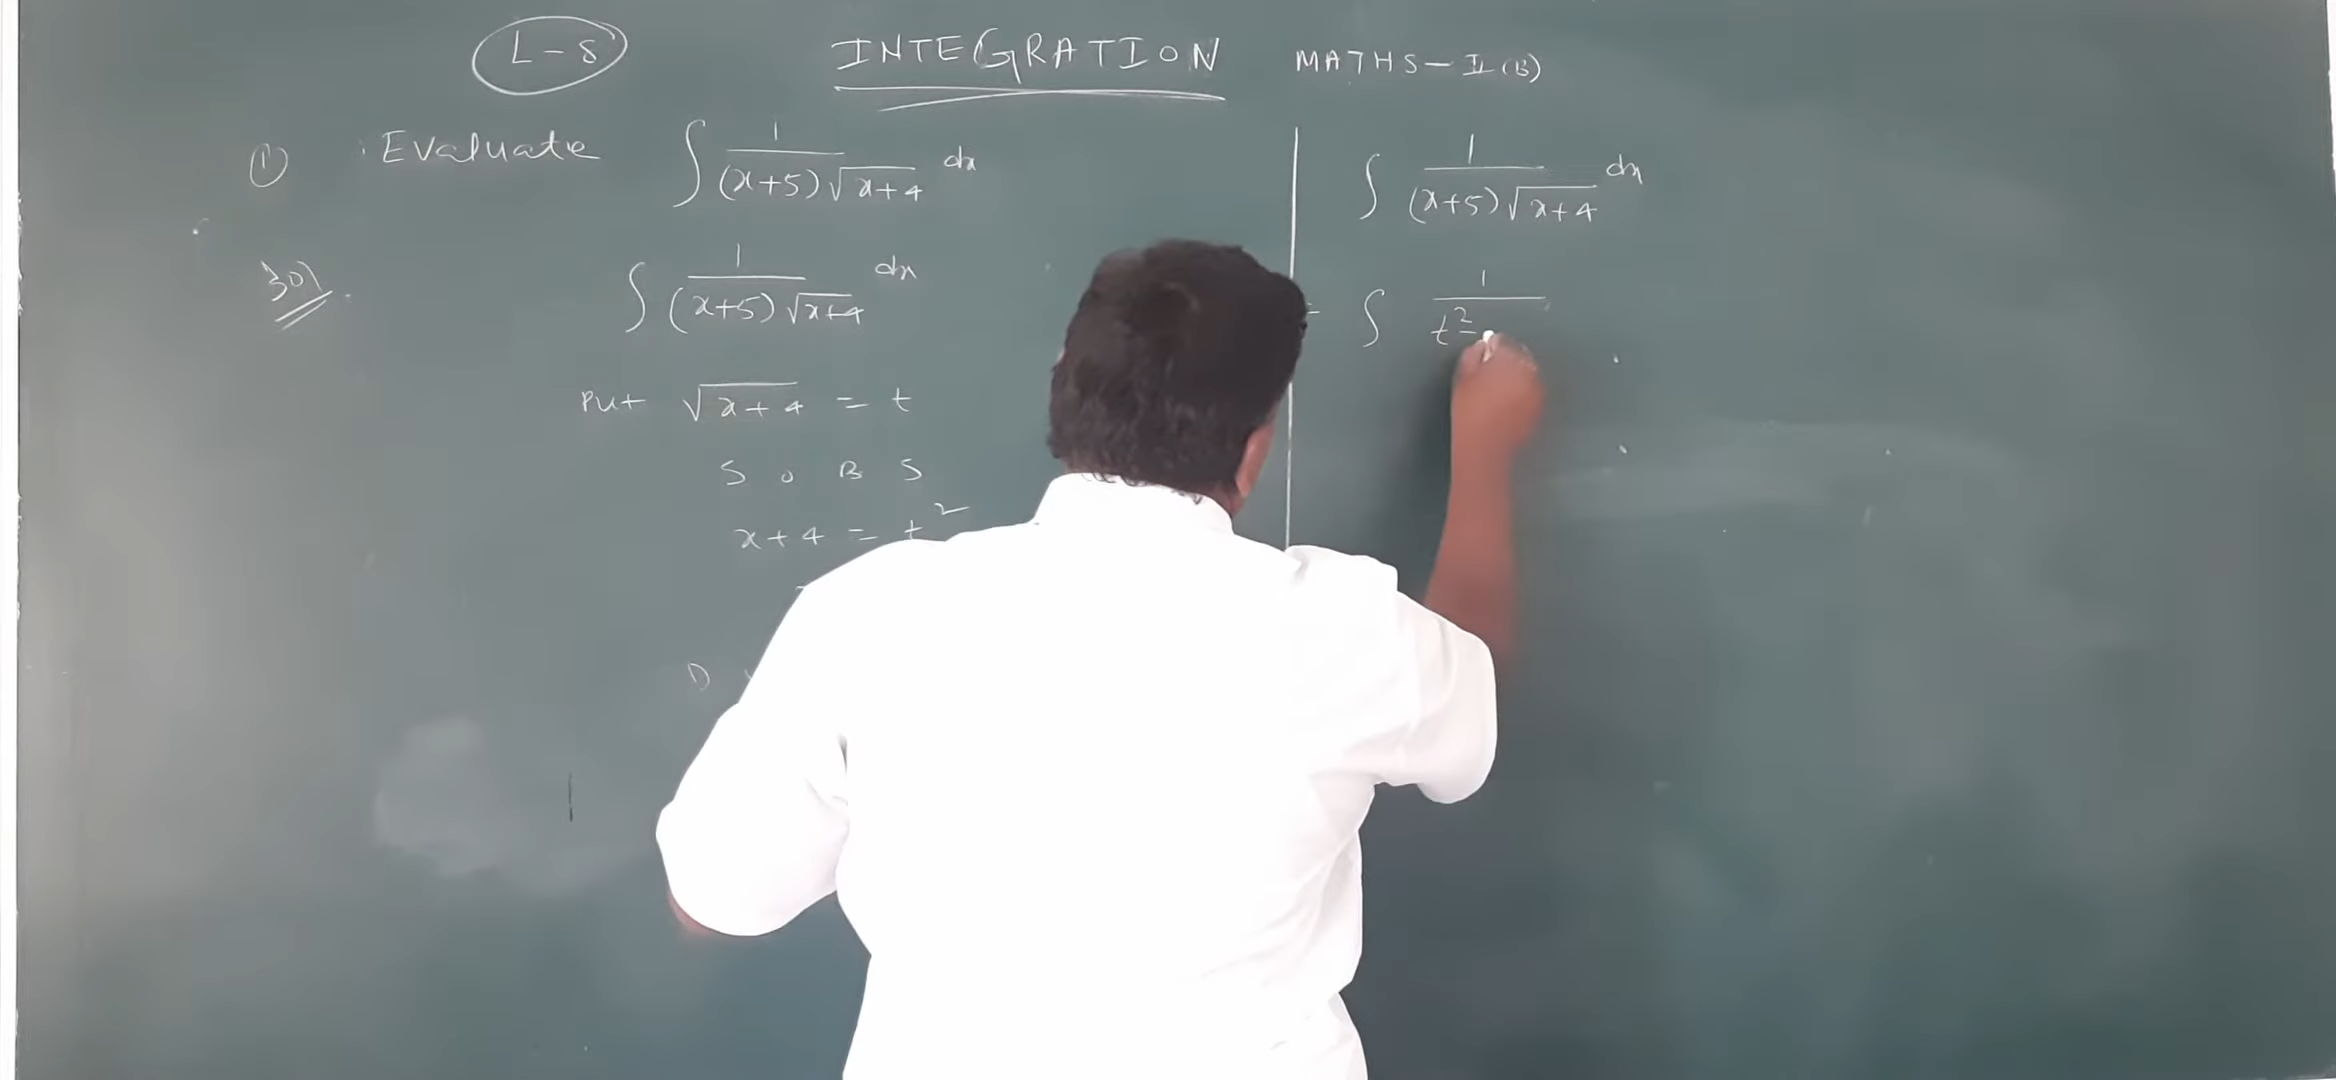 L-8 INTEGRATION MATHS-II(B)
① Evaluate ∫ 1/((x+5)√(x+4)) dx
Sol.
∫ 1/((x+5)√(x+4)) dx
Put √(x+4) = t
S O B S
x+4 = t²
D
∫ 1/((x+5)√(x+4)) dx
= ∫ 1/(t²-